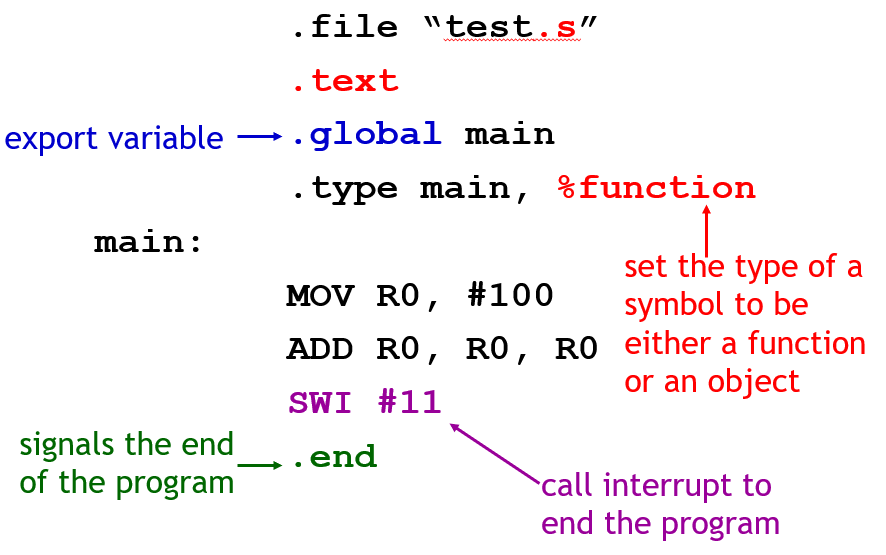 .file “test.s”
.text
export variable
.global main
.type main, %function
main:
set the type of a
symbol to be
either a function
or an object
MOV R0, #100
ADD R0, R0, R0
SWI #11
signals the end
of the program
.end
call interrupt to
end the program